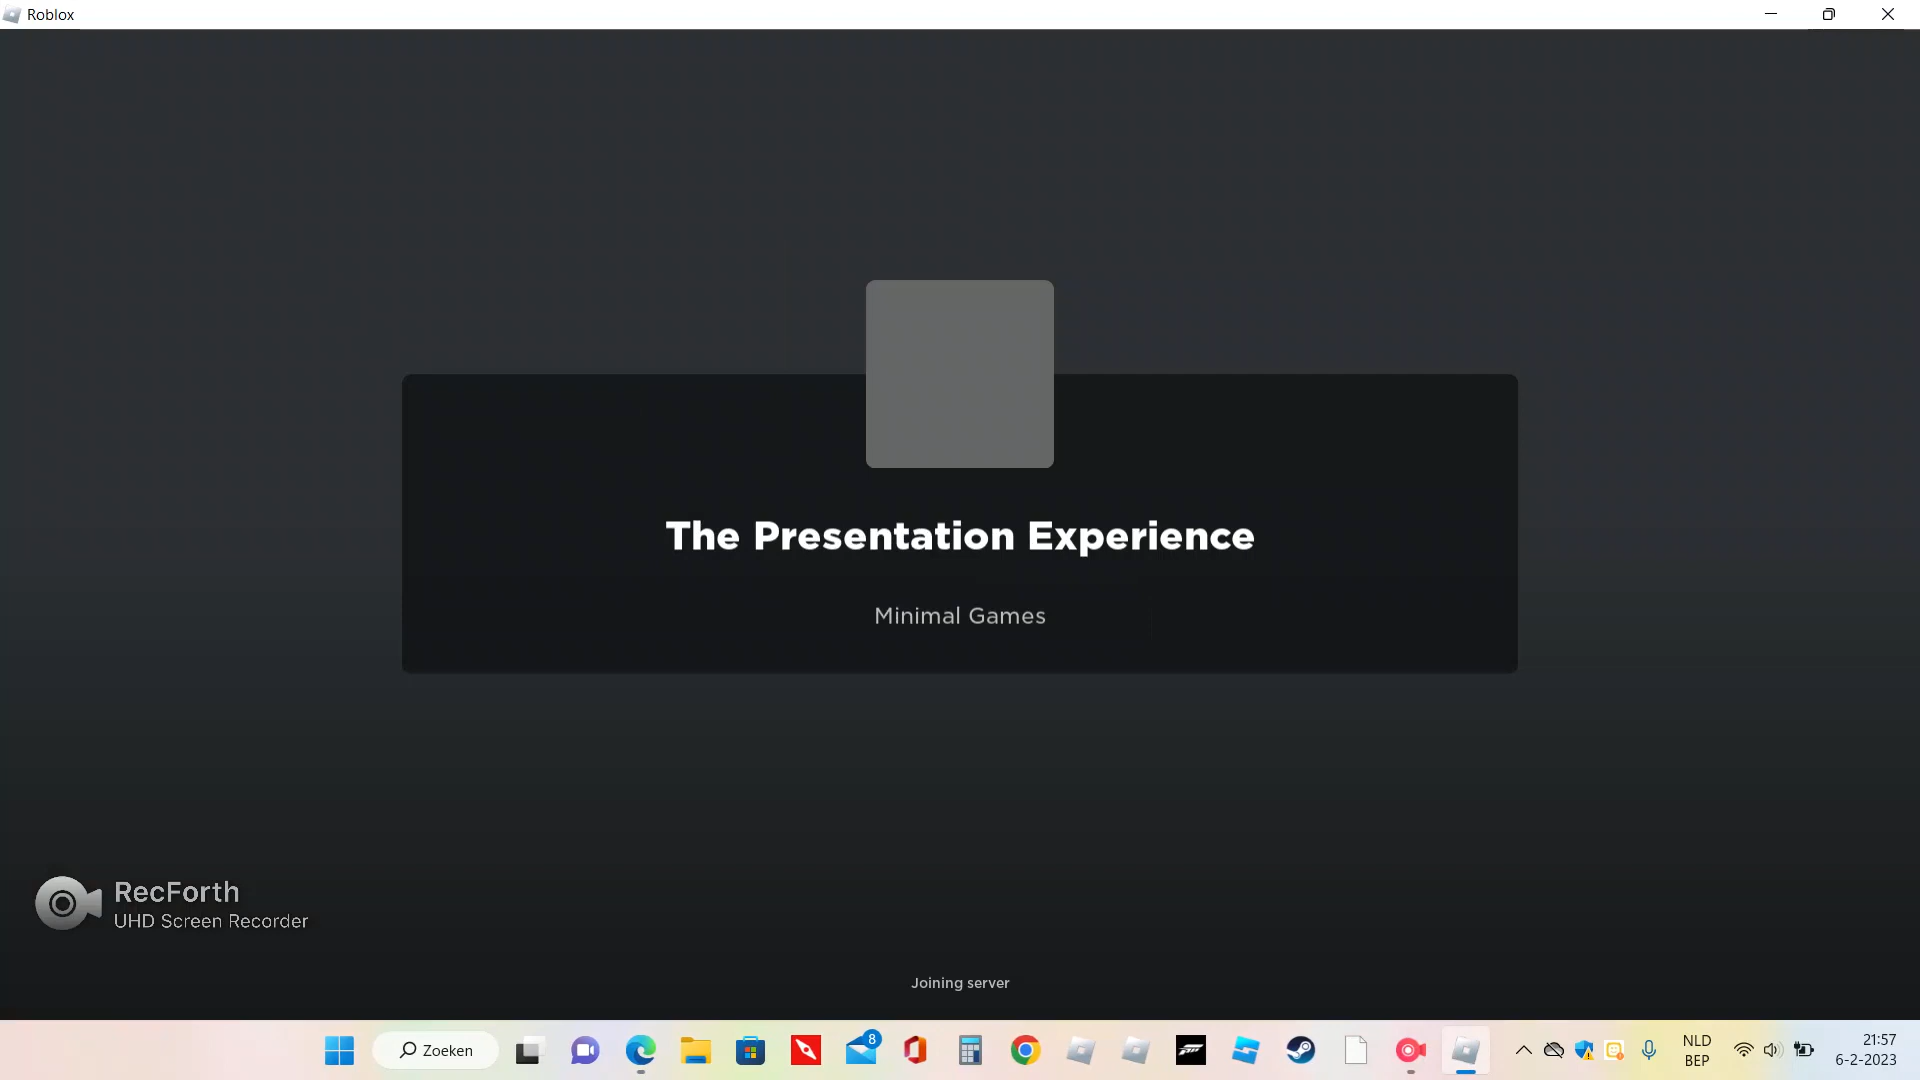 Roblox
The Presentation Experience
Minimal Games
RecForth
UHD Screen Recorder
Joining server
Zoeken
8
NLD
BEP
21:57
6-2-2023